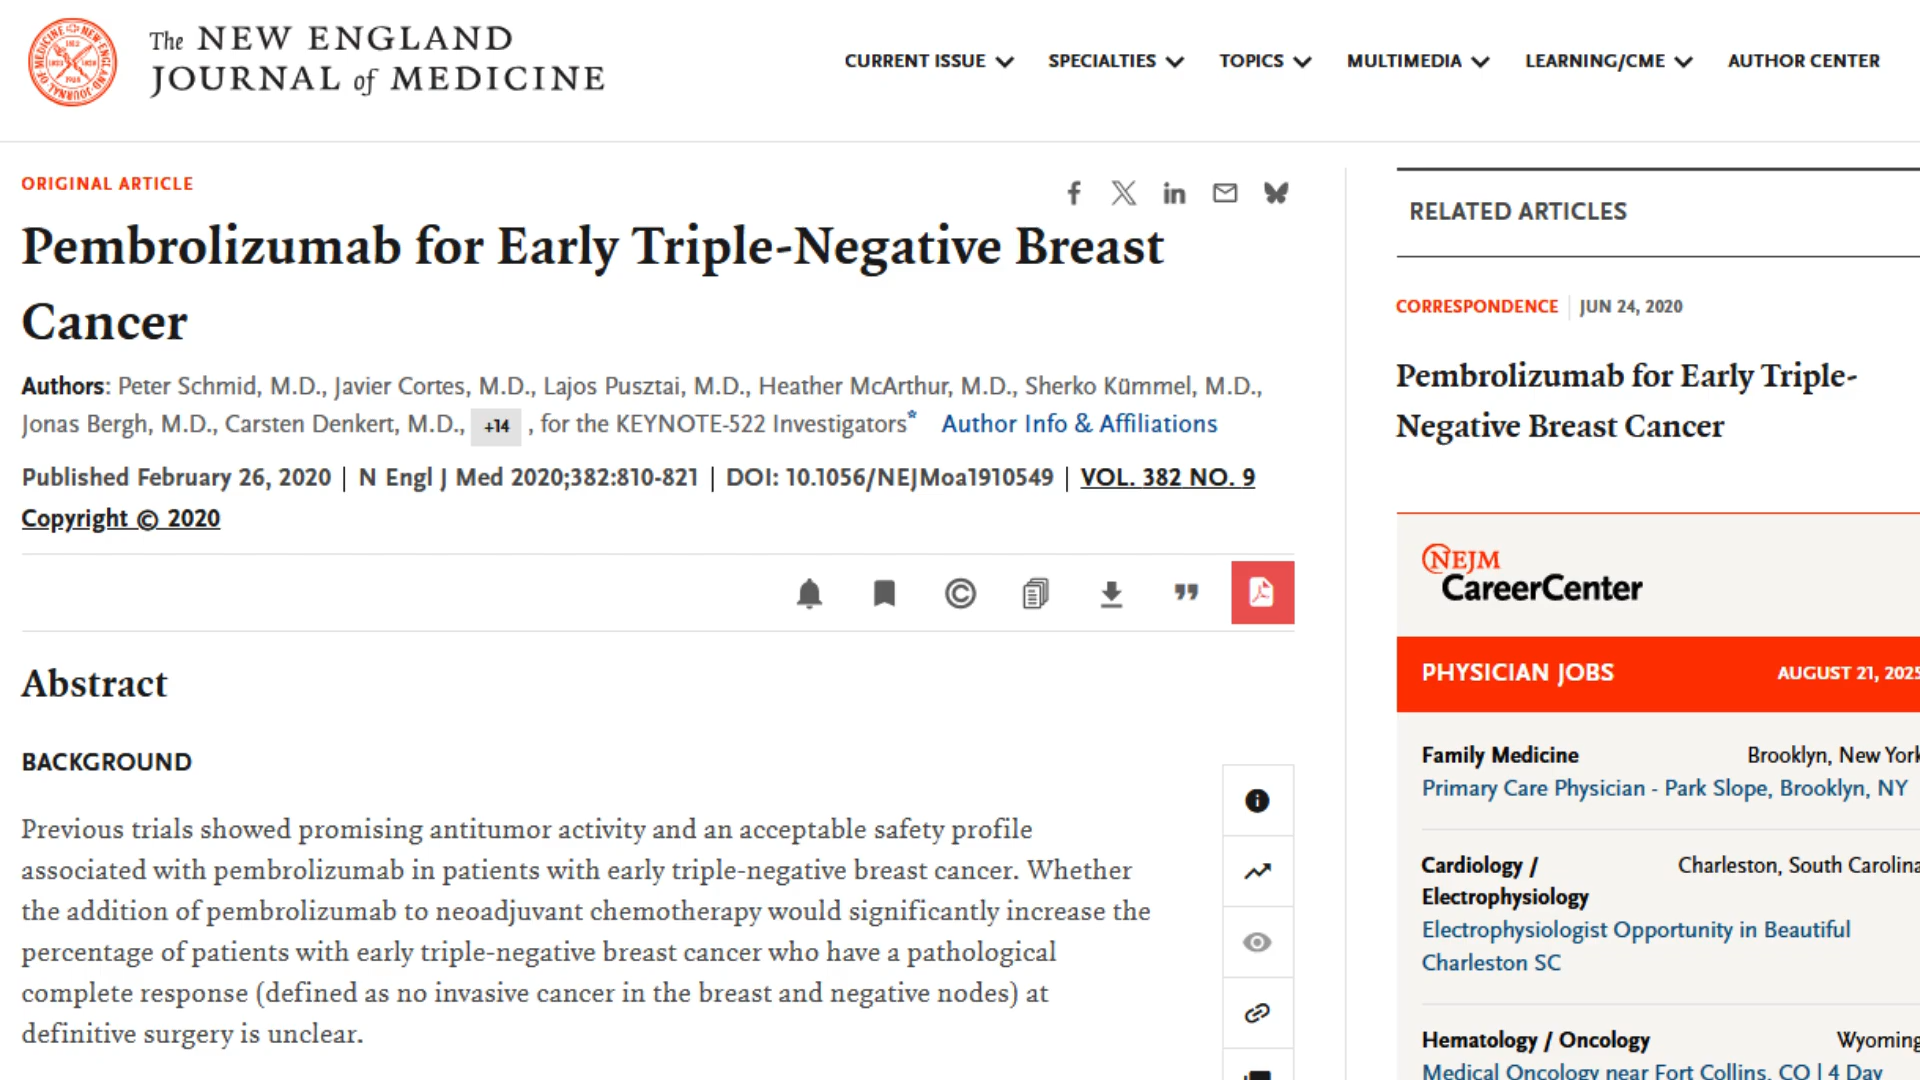 The NEW ENGLAND
JOURNAL of MEDICINE
CURRENT ISSUE
SPECIALTIES
TOPICS
MULTIMEDIA
LEARNING/CME
AUTHOR CENTER
ORIGINAL ARTICLE
Pembrolizumab for Early Triple-Negative Breast
Cancer
Authors: Peter Schmid, M.D., Javier Cortes, M.D., Lajos Pusztai, M.D., Heather McArthur, M.D., Sherko Kümmel, M.D.,
Jonas Bergh, M.D., Carsten Denkert, M.D., +14 , for the KEYNOTE-522 Investigators* Author Info & Affiliations
Published February 26, 2020 | N Engl J Med 2020;382:810-821 | DOI: 10.1056/NEJMoa1910549 | VOL. 382 NO. 9
Copyright © 2020
Abstract
BACKGROUND
Previous trials showed promising antitumor activity and an acceptable safety profile
associated with pembrolizumab in patients with early triple-negative breast cancer. Whether
the addition of pembrolizumab to neoadjuvant chemotherapy would significantly increase the
percentage of patients with early triple-negative breast cancer who have a pathological
complete response (defined as no invasive cancer in the breast and negative nodes) at
definitive surgery is unclear.
RELATED ARTICLES
CORRESPONDENCE | JUN 24, 2020
Pembrolizumab for Early Triple-
Negative Breast Cancer
NEJM
CareerCenter
PHYSICIAN JOBS AUGUST 21, 2025
Family Medicine Brooklyn, New York
Primary Care Physician - Park Slope, Brooklyn, NY
Cardiology / Charleston, South Carolina
Electrophysiology
Electrophysiologist Opportunity in Beautiful
Charleston SC
Hematology / Oncology Wyoming
Medical Oncology near Fort Collins, CO | 4 Day